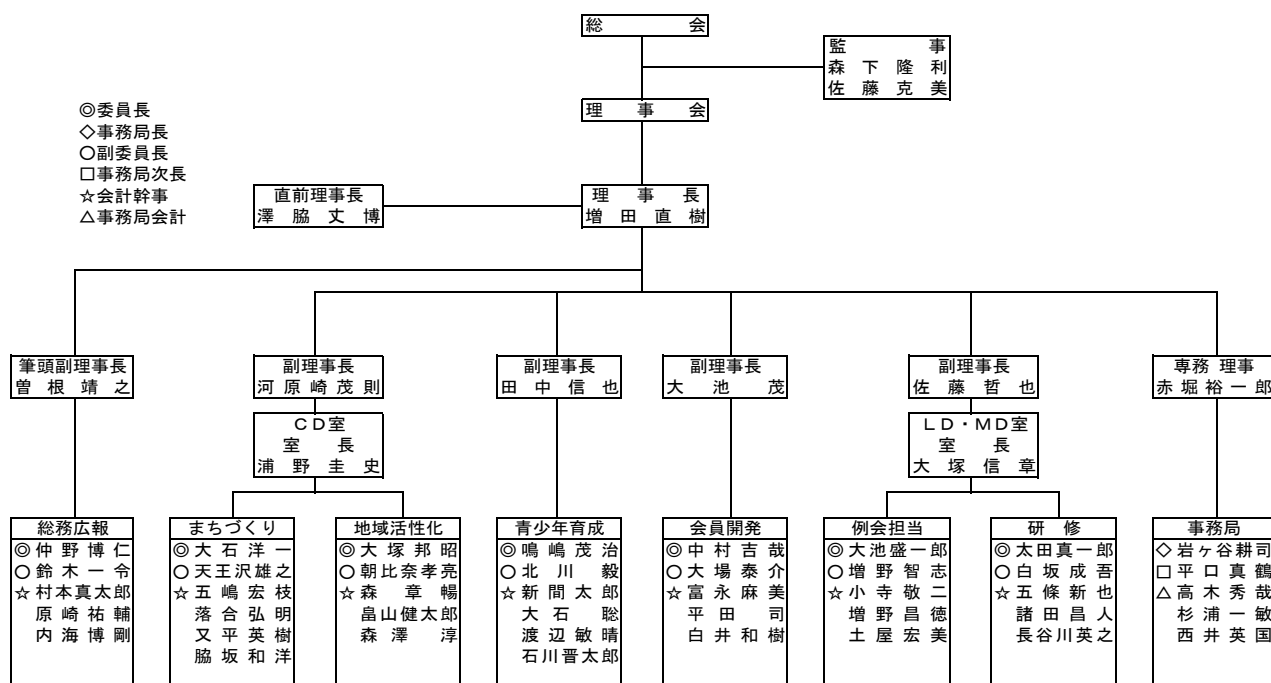 総会
監事
森下隆利
佐藤克美
◎委員長
◇事務局長
○副委員長
□事務局次長
☆会計幹事
△事務局会計
理事会
直前理事長
澤脇丈博
理事長
増田直樹
筆頭副理事長
曽根靖之
副理事長
河原崎茂則
副理事長
田中信也
副理事長
大池茂
副理事長
佐藤哲也
専務 理事
赤堀裕一郎
CD室
室長
浦野圭史
LD・MD室
室長
大塚信章
総務広報
◎仲野博仁
○鈴木一令
☆村本真太郎
原崎祐輔
内海博剛
まちづくり
◎大石洋一
○天王沢雄之
☆五嶋宏枝
落合弘明
又平英樹
脇坂和洋
地域活性化
◎大塚邦昭
○朝比奈孝亮
☆森章暢
畠山健太郎
森澤淳
青少年育成
◎鳴嶋茂治
○北川毅
☆新間太郎
大石聡
渡辺敏晴
石川晋太郎
会員開発
◎中村吉哉
○大場泰介
☆富永麻美
平田司
白井和樹
例会担当
◎大池盛一郎
○増野智志
☆小寺敬二
増野昌徳
土屋宏美
研修
◎太田真一郎
○白坂成吾
☆五條新也
諸田昌人
長谷川英之
事務局
◇岩ヶ谷耕司
□平口真鶴
△高木秀哉
杉浦一敏
西井英国